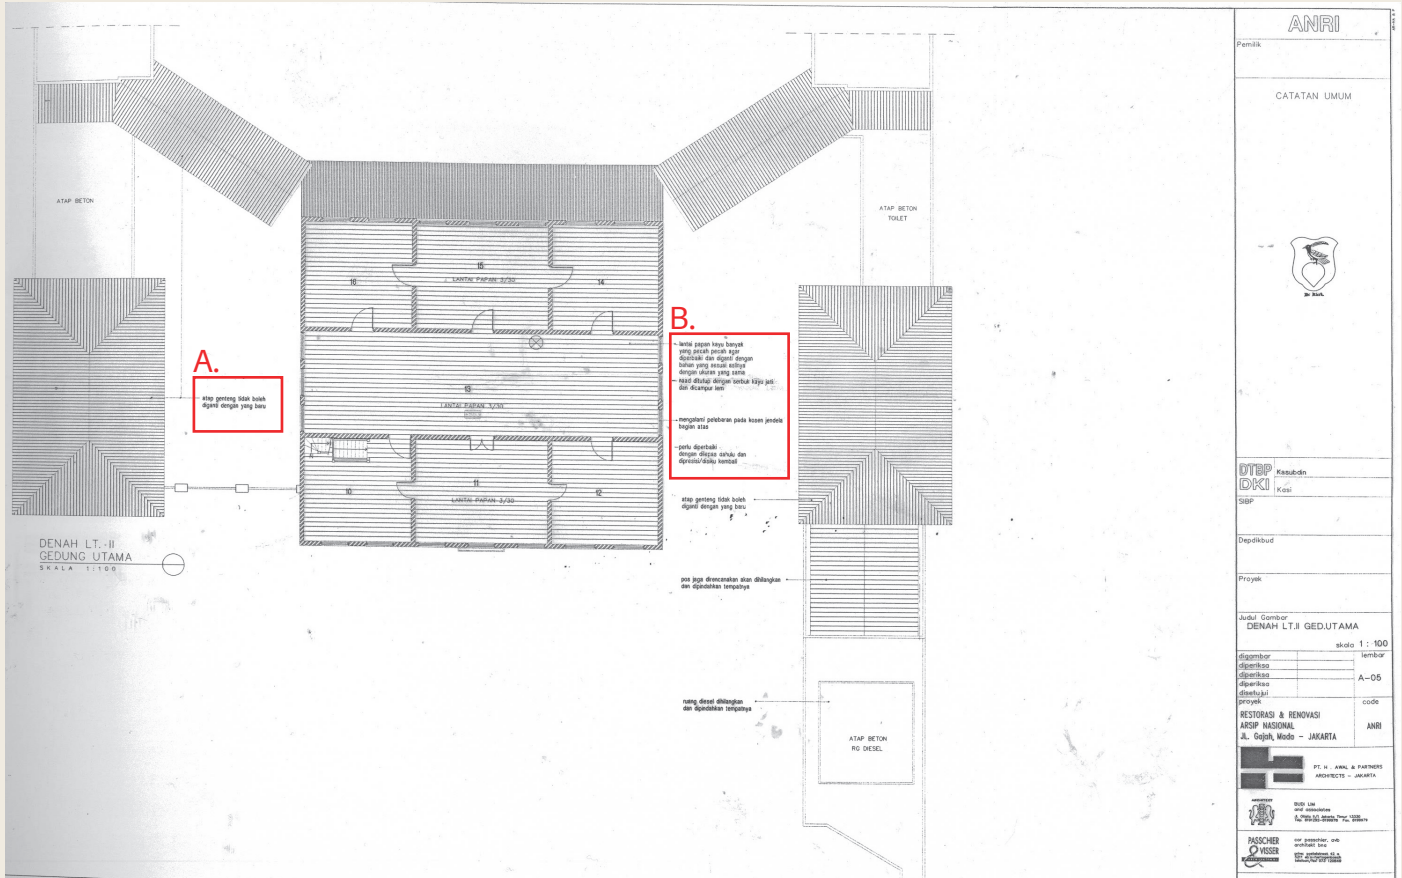 ANRI
Pemilik
CATATAN UMUM
ATAP BETON
ATAP BETON
TOILET
16
15
LANTAI PAPAN 3/30
14
A.
atap genteng tidak boleh
diganti dengan yang baru
B.
lantai papan kayu banyak
yang pecah pecah agar
diperbaiki dan diganti dengan
bahan yang sesuai aslinya
dengan ukuran yang sama
naad ditutup dengan serbuk kayu jati
dan dicampur lem
mengalami pelebaran pada kosen jendela
bagian atas
perlu diperbaiki
dengan dilepas dahulu dan
dipresisi/disiku kembali
13
LANTAI PAPAN 3/30
10
11
LANTAI PAPAN 3/30
12
atap genteng tidak boleh
diganti dengan yang baru
pos jaga direncanakan akan dihilangkan
dan dipindahkan tempatnya
ruang diesel dihilangkan
dan dipindahkan tempatnya
ATAP BETON
RG DIESEL
DENAH LT.-II
GEDUNG UTAMA
SKALA 1:100
DTBP
DKI
Kasubdin
Kasi
SIBP
Depdikbud
Proyek
Judul Gambar
DENAH LT.II GED.UTAMA
skala 1 : 100
digambar
lembar
diperiksa
diperiksa
A-05
diperiksa
disetujui
proyek
code
RESTORASI & RENOVASI
ARSIP NASIONAL
ANRI
JL. Gajah Mada - JAKARTA
PT. H . AWAL & PARTNERS
ARCHITECTS - JAKARTA
BUDI LIM
and associates
PASSCHIER
& VISSER
cor passchier, avb
architekt bna